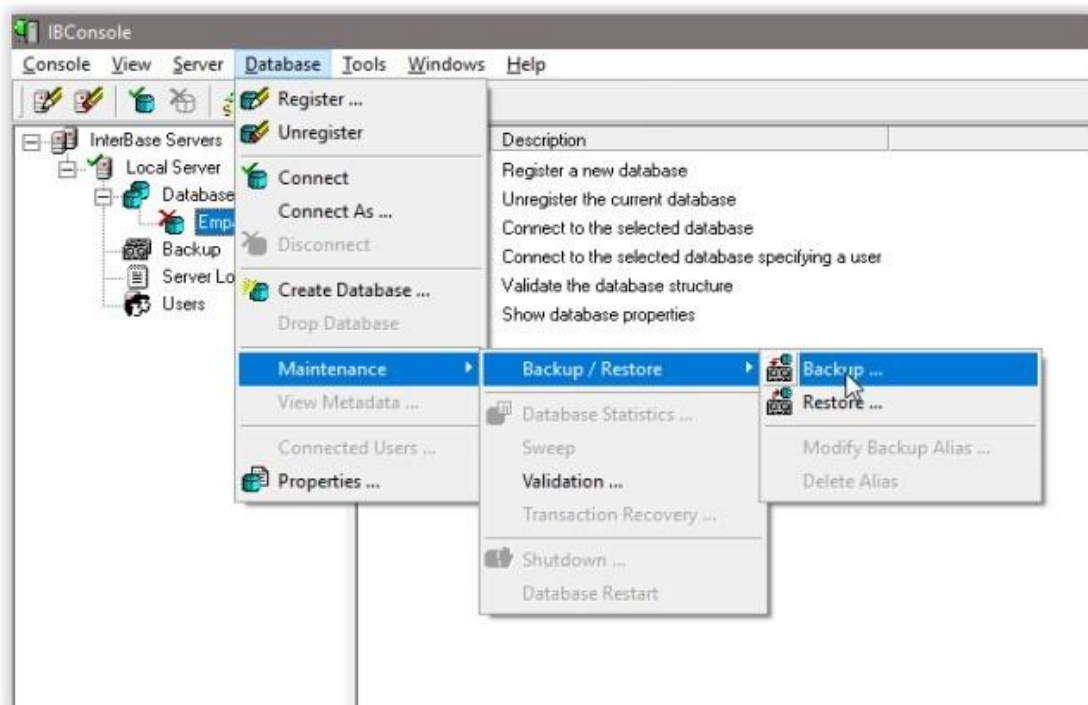 IBConsole
Console View Server Database Tools Windows Help
Register ...
Unregister
Connect
Connect As ...
Disconnect
Create Database ...
Drop Database
Maintenance
View Metadata ...
Connected Users ...
Properties ...
InterBase Servers
Local Server
Database
Emp
Backup
Server Lo
Users
Description
Register a new database
Unregister the current database
Connect to the selected database
Connect to the selected database specifying a user
Validate the database structure
Show database properties
Backup / Restore
Database Statistics ...
Sweep
Validation ...
Transaction Recovery ...
Shutdown ...
Database Restart
Backup ...
Restore ...
Modify Backup Alias ...
Delete Alias